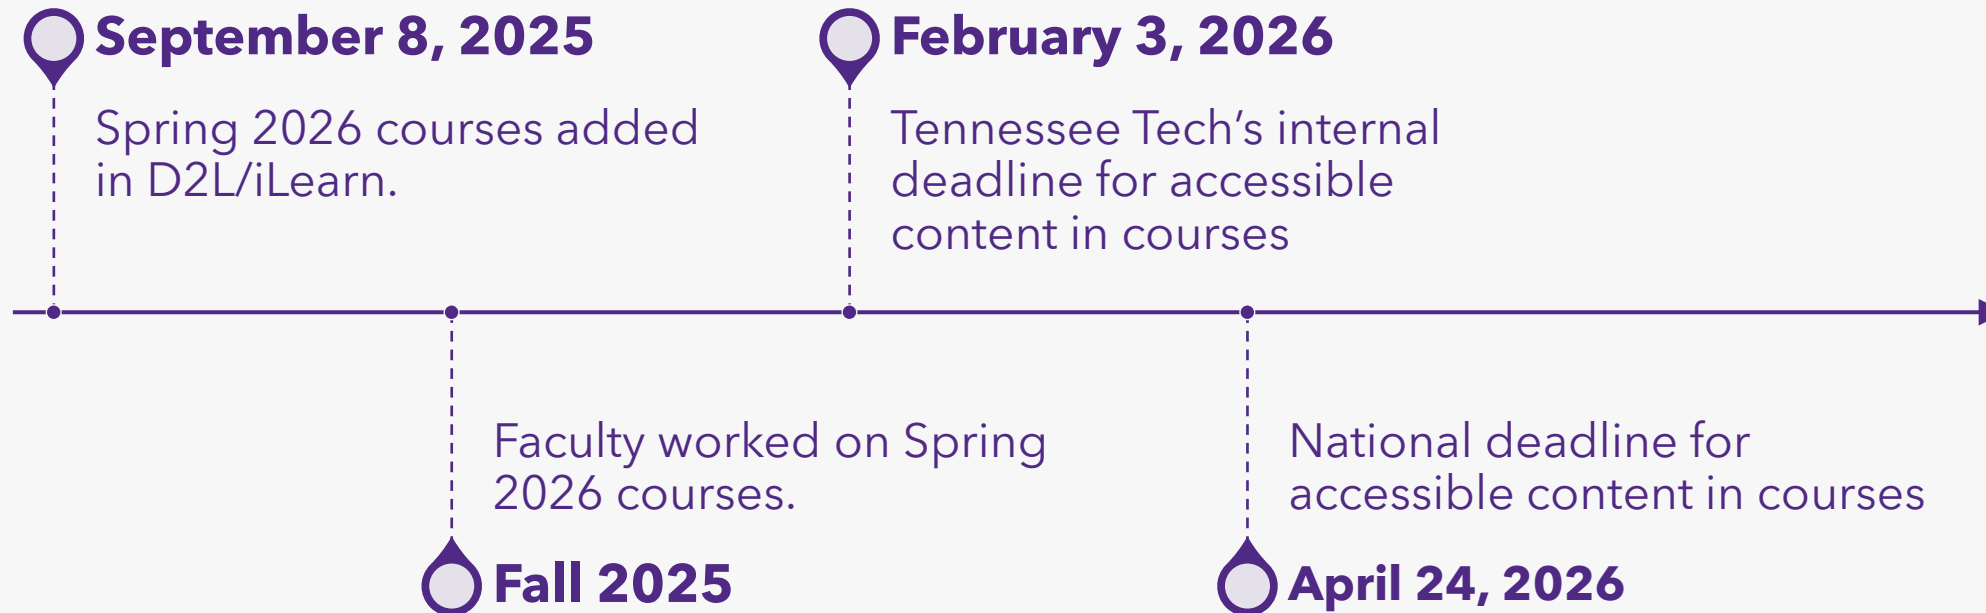 September 8, 2025
Spring 2026 courses added
in D2L/iLearn.
Fall 2025
Faculty worked on Spring
2026 courses.
February 3, 2026
Tennessee Tech’s internal
deadline for accessible
content in courses
April 24, 2026
National deadline for
accessible content in courses